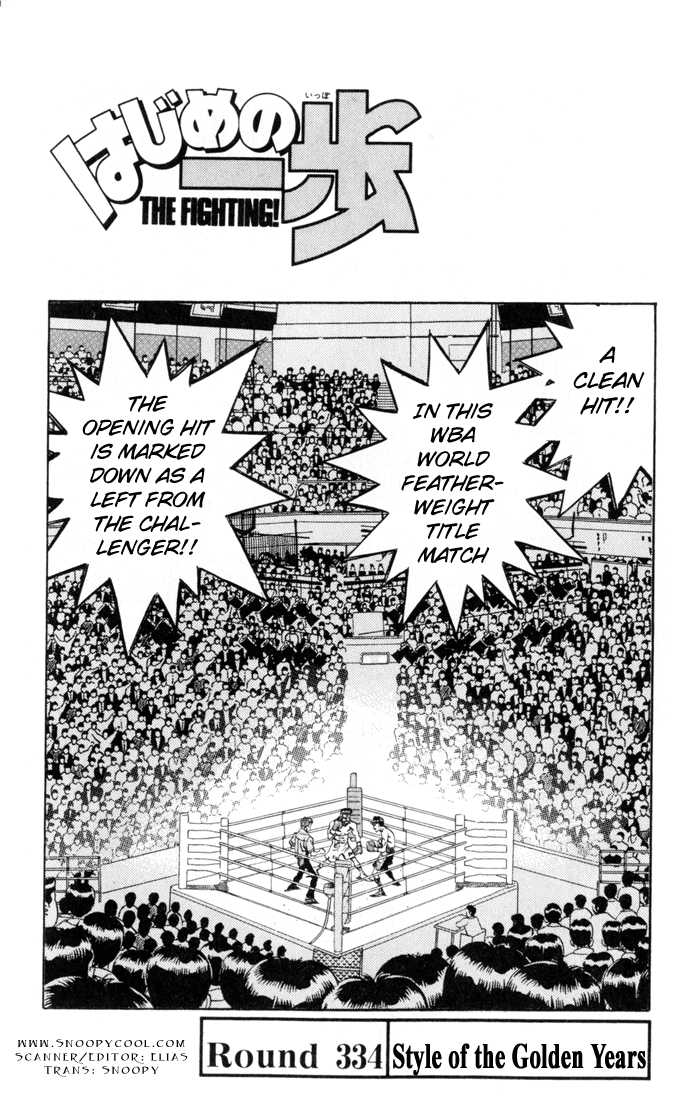 いっぽ
はじめの一歩
THE FIGHTING!
A
CLEAN
HIT!!
IN THIS
WBA
WORLD
FEATHER-
WEIGHT
TITLE
MATCH
THE
OPENING HIT
IS MARKED
DOWN AS A
LEFT FROM
THE CHAL-
LENGER!!
WWW.SNOOPYCOOL.COM
SCANNER/EDITOR: ELIAS
TRANS: SNOOPY
Round 334
Style of the Golden Years